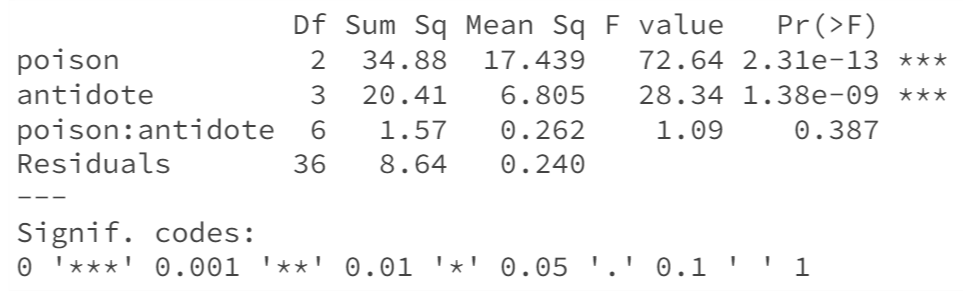 Df Sum Sq Mean Sq F value   Pr(>F)
poison          2  34.88  17.439   72.64 2.31e-13 ***
antidote        3  20.41   6.805   28.34 1.38e-09 ***
poison:antidote 6   1.57   0.262    1.09    0.387
Residuals      36   8.64   0.240
---
Signif. codes:
0 '***' 0.001 '**' 0.01 '*' 0.05 '.' 0.1 ' ' 1